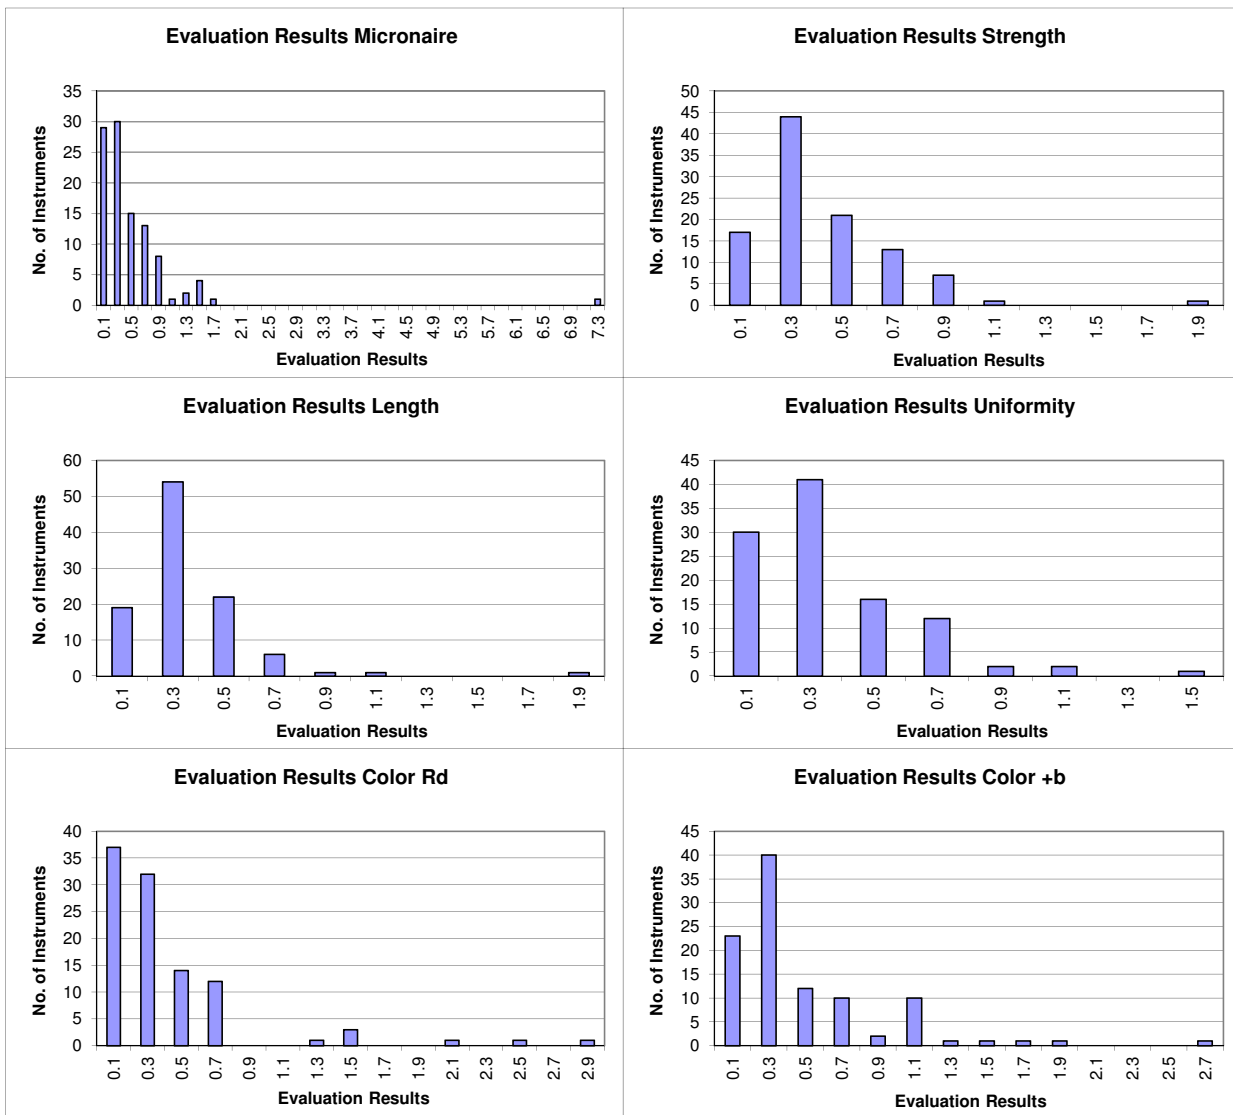 Evaluation Results Micronaire
No. of Instruments
35
30
25
20
15
10
5
0
0.1 0.5 0.9 1.3 1.7 2.1 2.5 2.9 3.3 3.7 4.1 4.5 4.9 5.3 5.7 6.1 6.5 6.9 7.3
Evaluation Results
Evaluation Results Strength
No. of Instruments
50
45
40
35
30
25
20
15
10
5
0
0.1 0.3 0.5 0.7 0.9 1.1 1.3 1.5 1.7 1.9
Evaluation Results
Evaluation Results Length
No. of Instruments
60
50
40
30
20
10
0
0.1 0.3 0.5 0.7 0.9 1.1 1.3 1.5 1.7 1.9
Evaluation Results
Evaluation Results Uniformity
No. of Instruments
45
40
35
30
25
20
15
10
5
0
0.1 0.3 0.5 0.7 0.9 1.1 1.3 1.5
Evaluation Results
Evaluation Results Color Rd
No. of Instruments
40
35
30
25
20
15
10
5
0
0.1 0.3 0.5 0.7 0.9 1.1 1.3 1.5 1.7 1.9 2.1 2.3 2.5 2.7 2.9
Evaluation Results
Evaluation Results Color +b
No. of Instruments
45
40
35
30
25
20
15
10
5
0
0.1 0.3 0.5 0.7 0.9 1.1 1.3 1.5 1.7 1.9 2.1 2.3 2.5 2.7
Evaluation Results